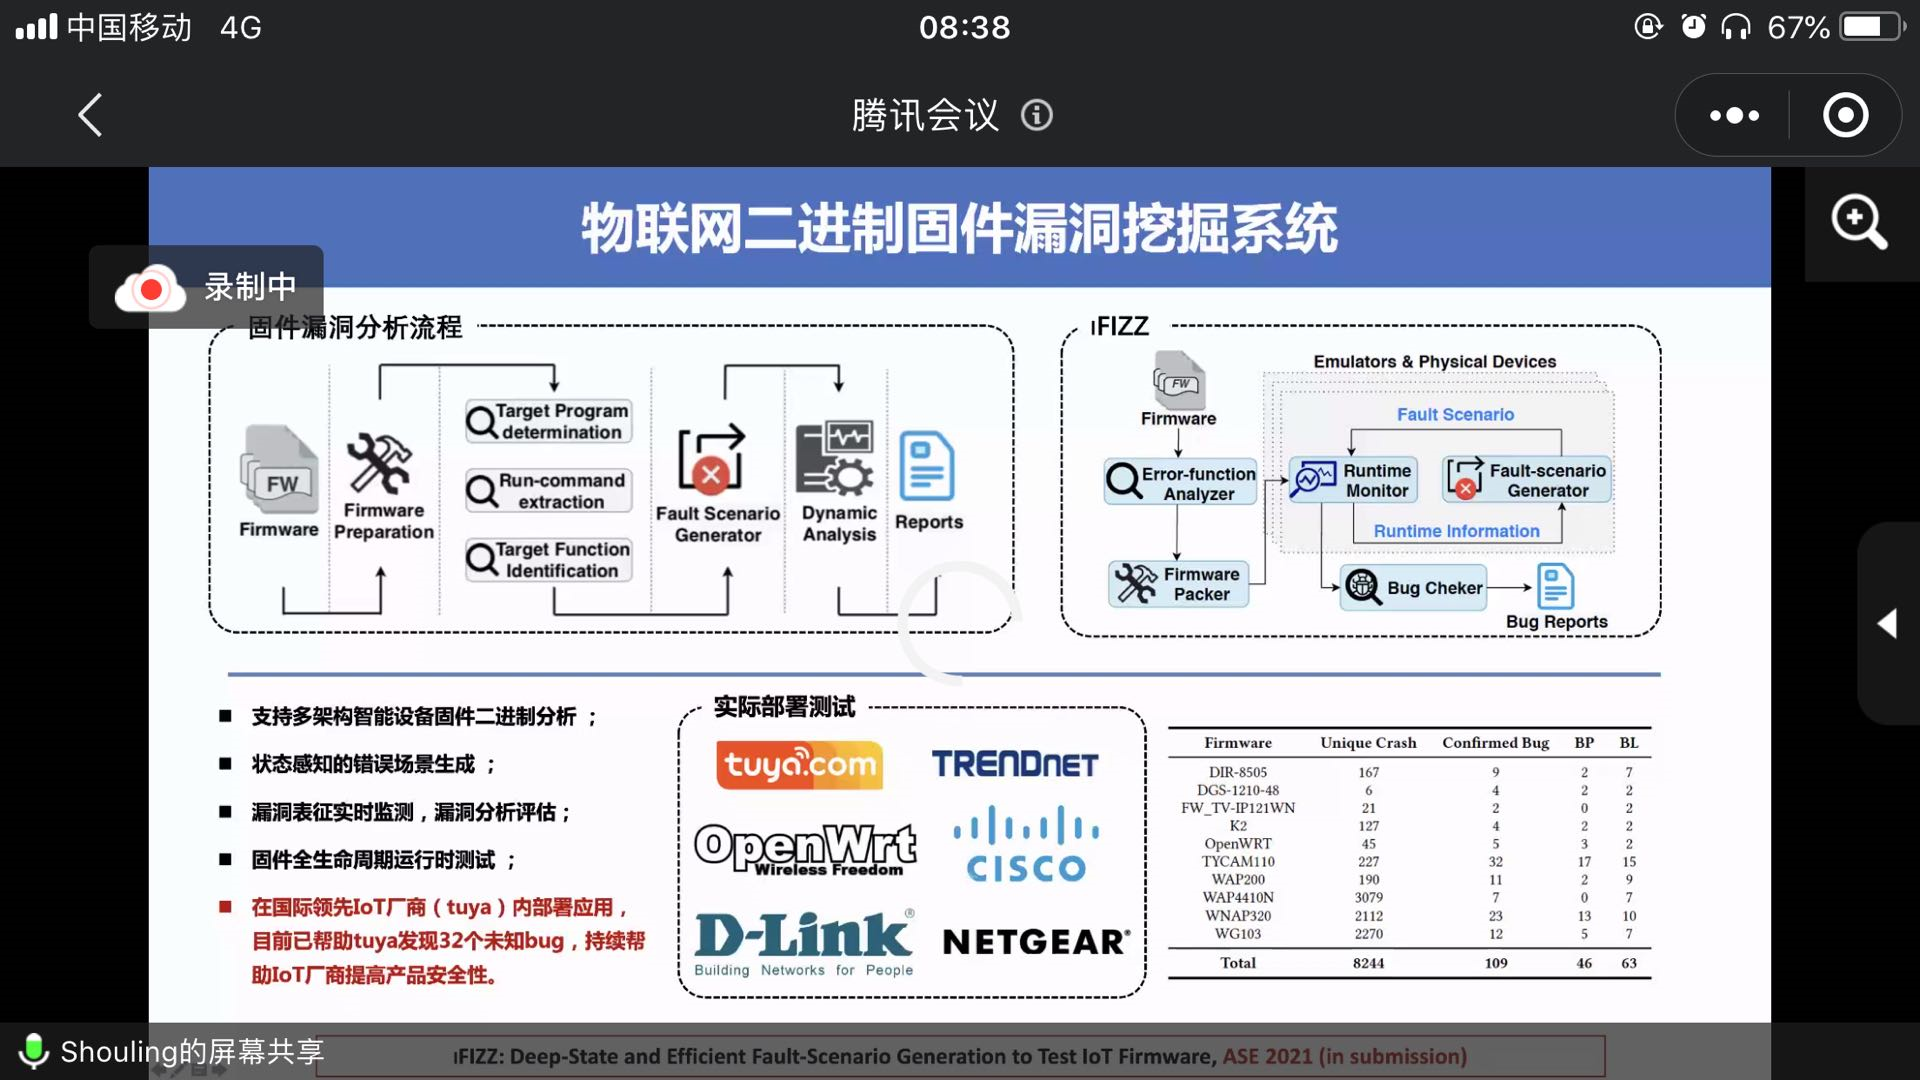 中国移动 4G
08:38
67%
腾讯会议
物联网二进制固件漏洞挖掘系统
录制中
固件漏洞分析流程
FW
Firmware
Firmware
Preparation
Target Program
determination
Run-command
extraction
Target Function
Identification
Fault Scenario
Generator
Dynamic
Analysis
Reports
ıFIZZ
Emulators & Physical Devices
FW
Firmware
Fault Scenario
Error-function
Analyzer
Runtime
Monitor
Fault-scenario
Generator
Runtime Information
Firmware
Packer
Bug Cheker
Bug Reports
■ 支持多架构智能设备固件二进制分析 ；
■ 状态感知的错误场景生成 ；
■ 漏洞表征实时监测，漏洞分析评估；
■ 固件全生命周期运行时测试 ；
■ 在国际领先IoT厂商（tuya）内部署应用，
目前已帮助tuya发现32个未知bug，持续帮
助IoT厂商提高产品安全性。
实际部署测试
tuya.com
TRENDNET
OpenWrt
Wireless Freedom
CISCO
D-Link®
Building Networks for People
NETGEAR®
Firmware Unique Crash Confirmed Bug BP BL
DIR-8505 167 9 2 7
DGS-1210-48 6 4 2 2
FW_TV-IP121WN 21 2 0 2
K2 127 4 2 2
OpenWRT 45 5 3 2
TYCAM110 227 32 17 15
WAP200 190 11 2 9
WAP4410N 3079 7 0 7
WNAP320 2112 23 13 10
WG103 2270 12 5 7
Total 8244 109 46 63
Shouling的屏幕共享
ıFIZZ: Deep-State and Efficient Fault-Scenario Generation to Test IoT Firmware, ASE 2021 (in submission)